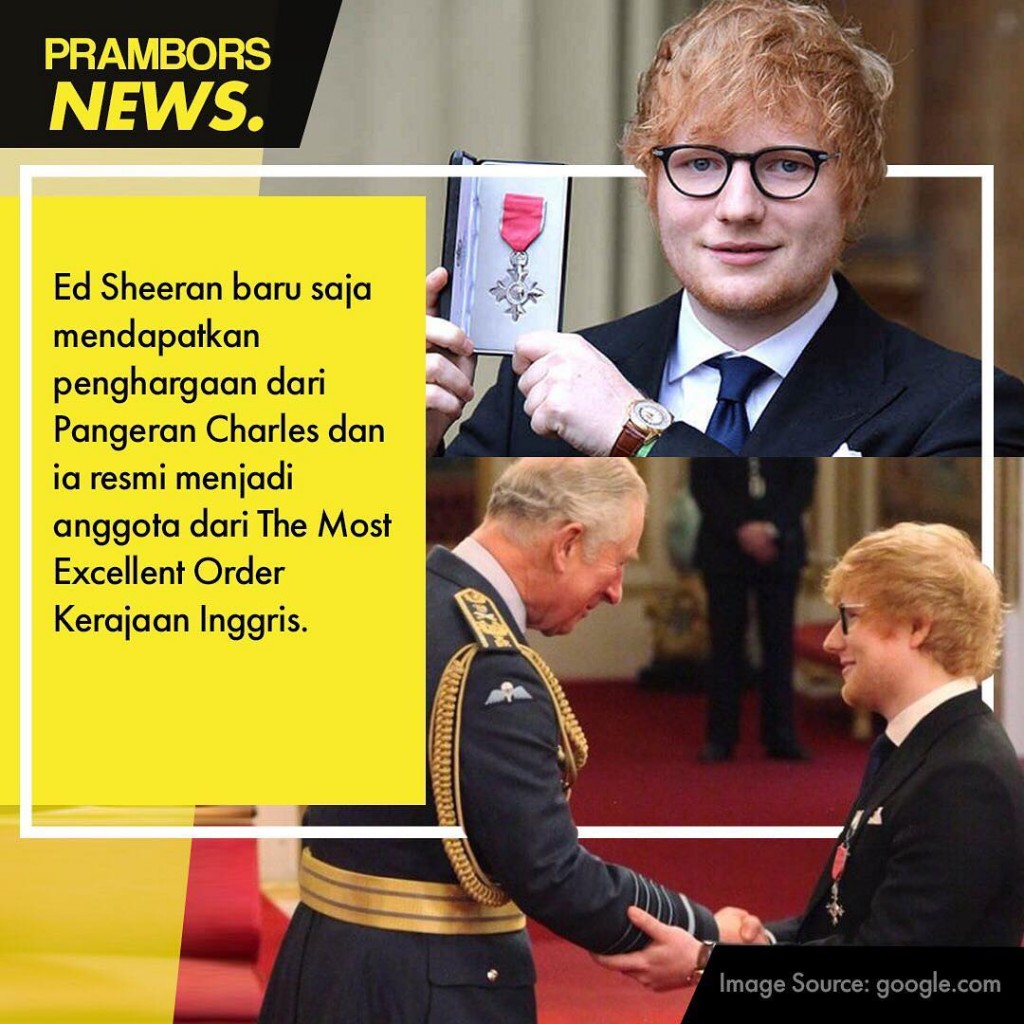 PRAMBORS
NEWS.
Ed Sheeran baru saja
mendapatkan
penghargaan dari
Pangeran Charles dan
ia resmi menjadi
anggota dari The Most
Excellent Order
Kerajaan Inggris.
Image Source: google.com